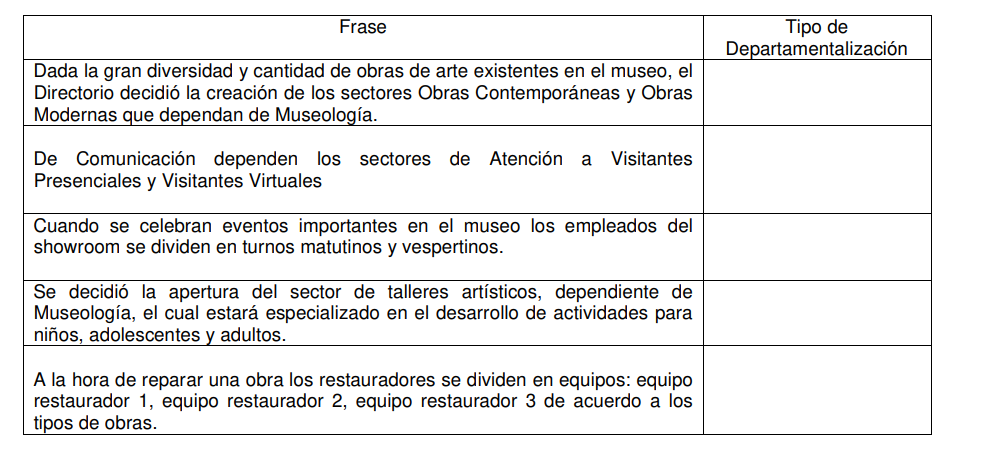 Frase
Tipo de
Departamentalización
Dada la gran diversidad y cantidad de obras de arte existentes en el museo, el
Directorio decidió la creación de los sectores Obras Contemporáneas y Obras
Modernas que dependan de Museología.
De Comunicación dependen los sectores de Atención a Visitantes
Presenciales y Visitantes Virtuales
Cuando se celebran eventos importantes en el museo los empleados del
showroom se dividen en turnos matutinos y vespertinos.
Se decidió la apertura del sector de talleres artísticos, dependiente de
Museología, el cual estará especializado en el desarrollo de actividades para
niños, adolescentes y adultos.
A la hora de reparar una obra los restauradores se dividen en equipos: equipo
restaurador 1, equipo restaurador 2, equipo restaurador 3 de acuerdo a los
tipos de obras.